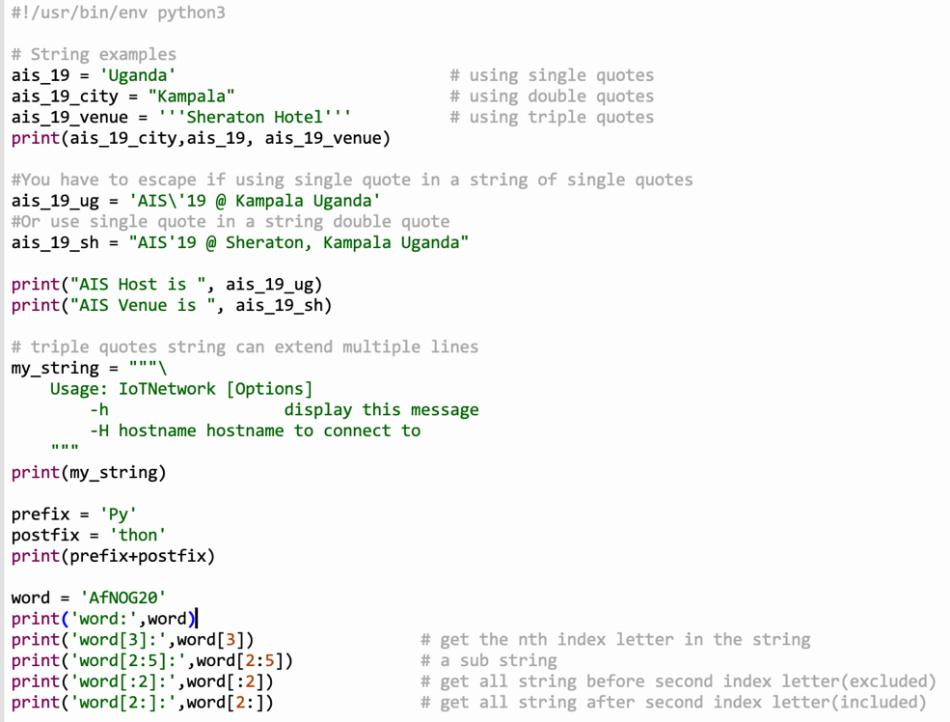 #!/usr/bin/env python3

# String examples
ais_19 = 'Uganda'                            # using single quotes
ais_19_city = "Kampala"                      # using double quotes
ais_19_venue = '''Sheraton Hotel'''          # using triple quotes
print(ais_19_city,ais_19, ais_19_venue)

#You have to escape if using single quote in a string of single quotes
ais_19_ug = 'AIS\'19 @ Kampala Uganda'
#Or use single quote in a string double quote
ais_19_sh = "AIS'19 @ Sheraton, Kampala Uganda"

print("AIS Host is ", ais_19_ug)
print("AIS Venue is ", ais_19_sh)

# triple quotes string can extend multiple lines
my_string = """\
    Usage: IoTNetwork [Options]
        -h                  display this message
        -H hostname hostname to connect to
    """
print(my_string)

prefix = 'Py'
postfix = 'thon'
print(prefix+postfix)

word = 'AfNOG20'
print('word:',word)
print('word[3]:',word[3])                 # get the nth index letter in the string
print('word[2:5]:',word[2:5])             # a sub string
print('word[:2]:',word[:2])               # get all string before second index letter(excluded)
print('word[2:]:',word[2:])               # get all string after second index letter(included)